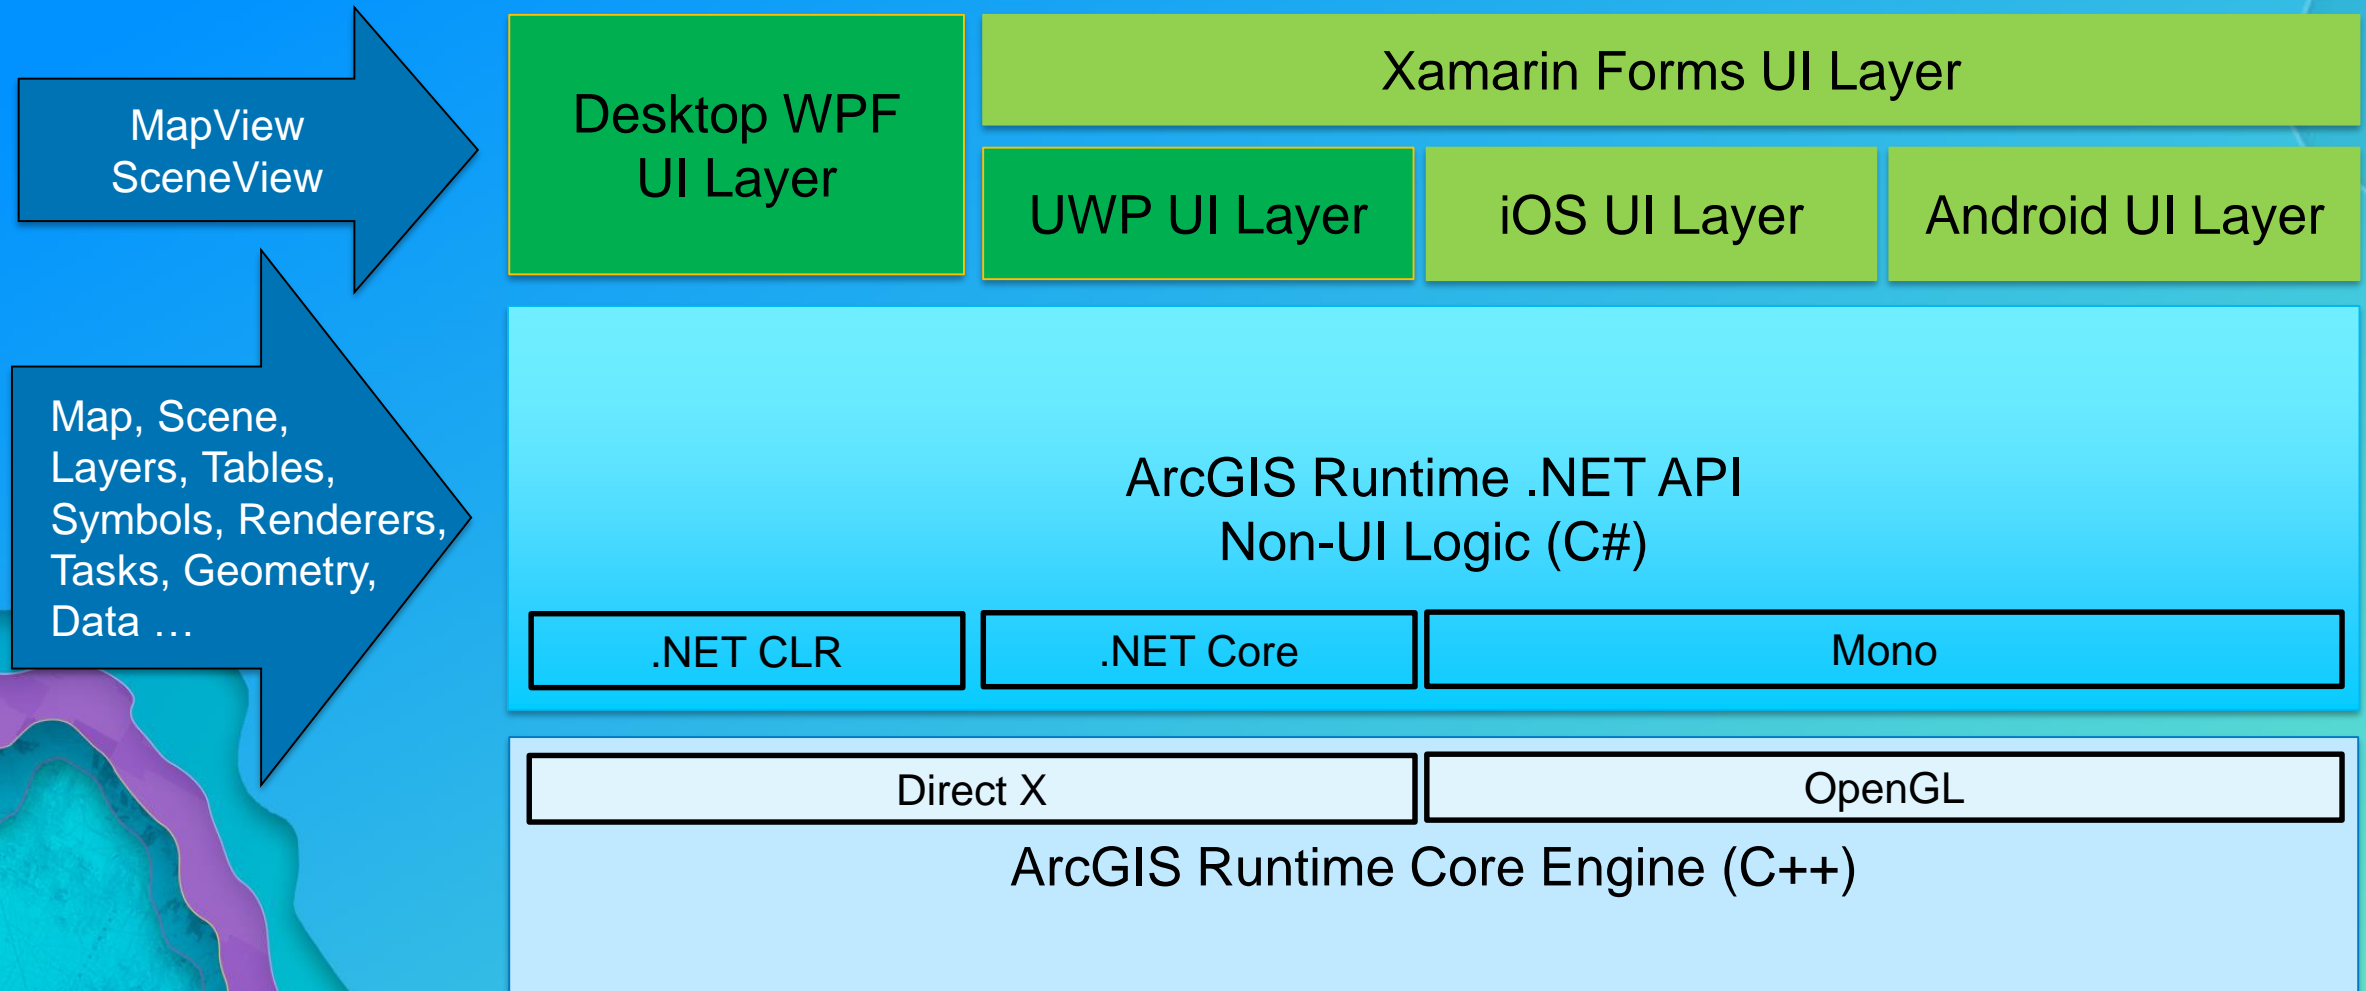 MapView
SceneView
Desktop WPF
UI Layer
Xamarin Forms UI Layer
UWP UI Layer
iOS UI Layer
Android UI Layer
Map, Scene,
Layers, Tables,
Symbols, Renderers,
Tasks, Geometry,
Data …
ArcGIS Runtime .NET API
Non-UI Logic (C#)
.NET CLR
.NET Core
Mono
Direct X
OpenGL
ArcGIS Runtime Core Engine (C++)